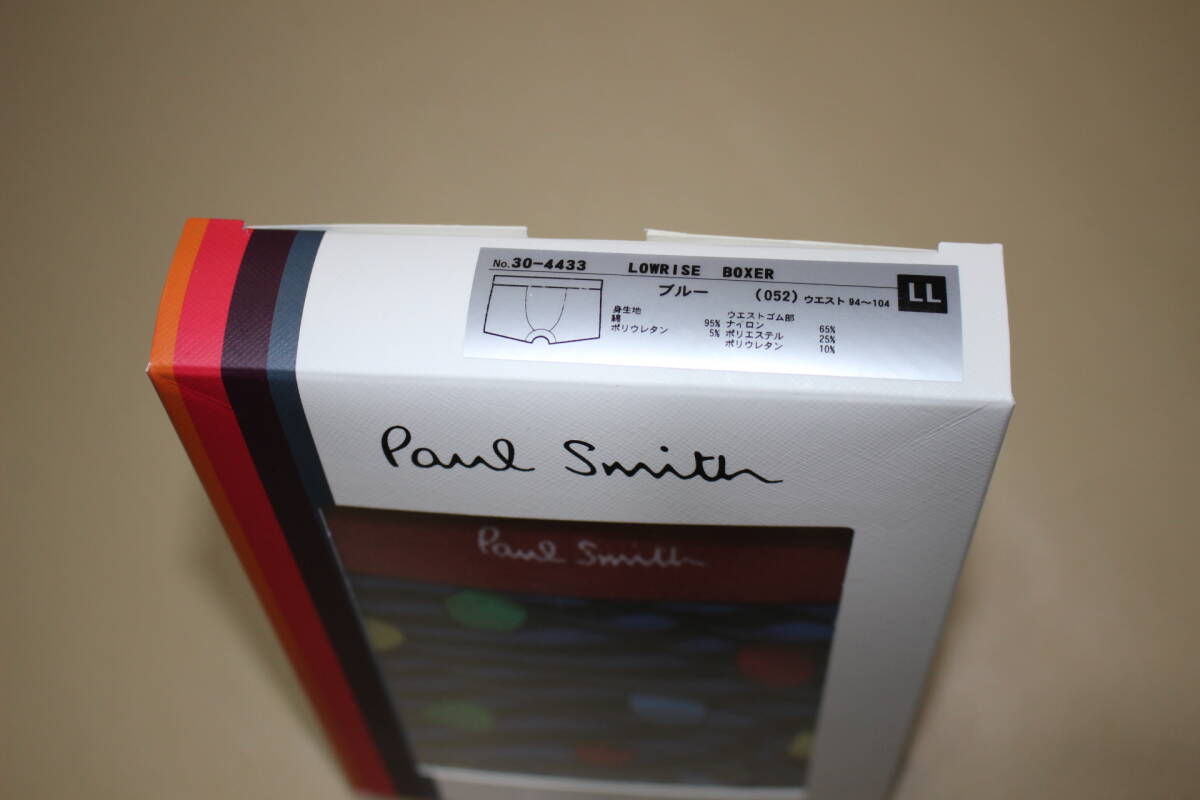 No.30-4433 LOWRISE BOXER
ブルー (052) ウエスト 94～104 LL
身生地
綿 95%
ポリウレタン 5%
ウエストゴム部
ナイロン 65%
ポリエステル 25%
ポリウレタン 10%
Paul Smith
Paul Smith